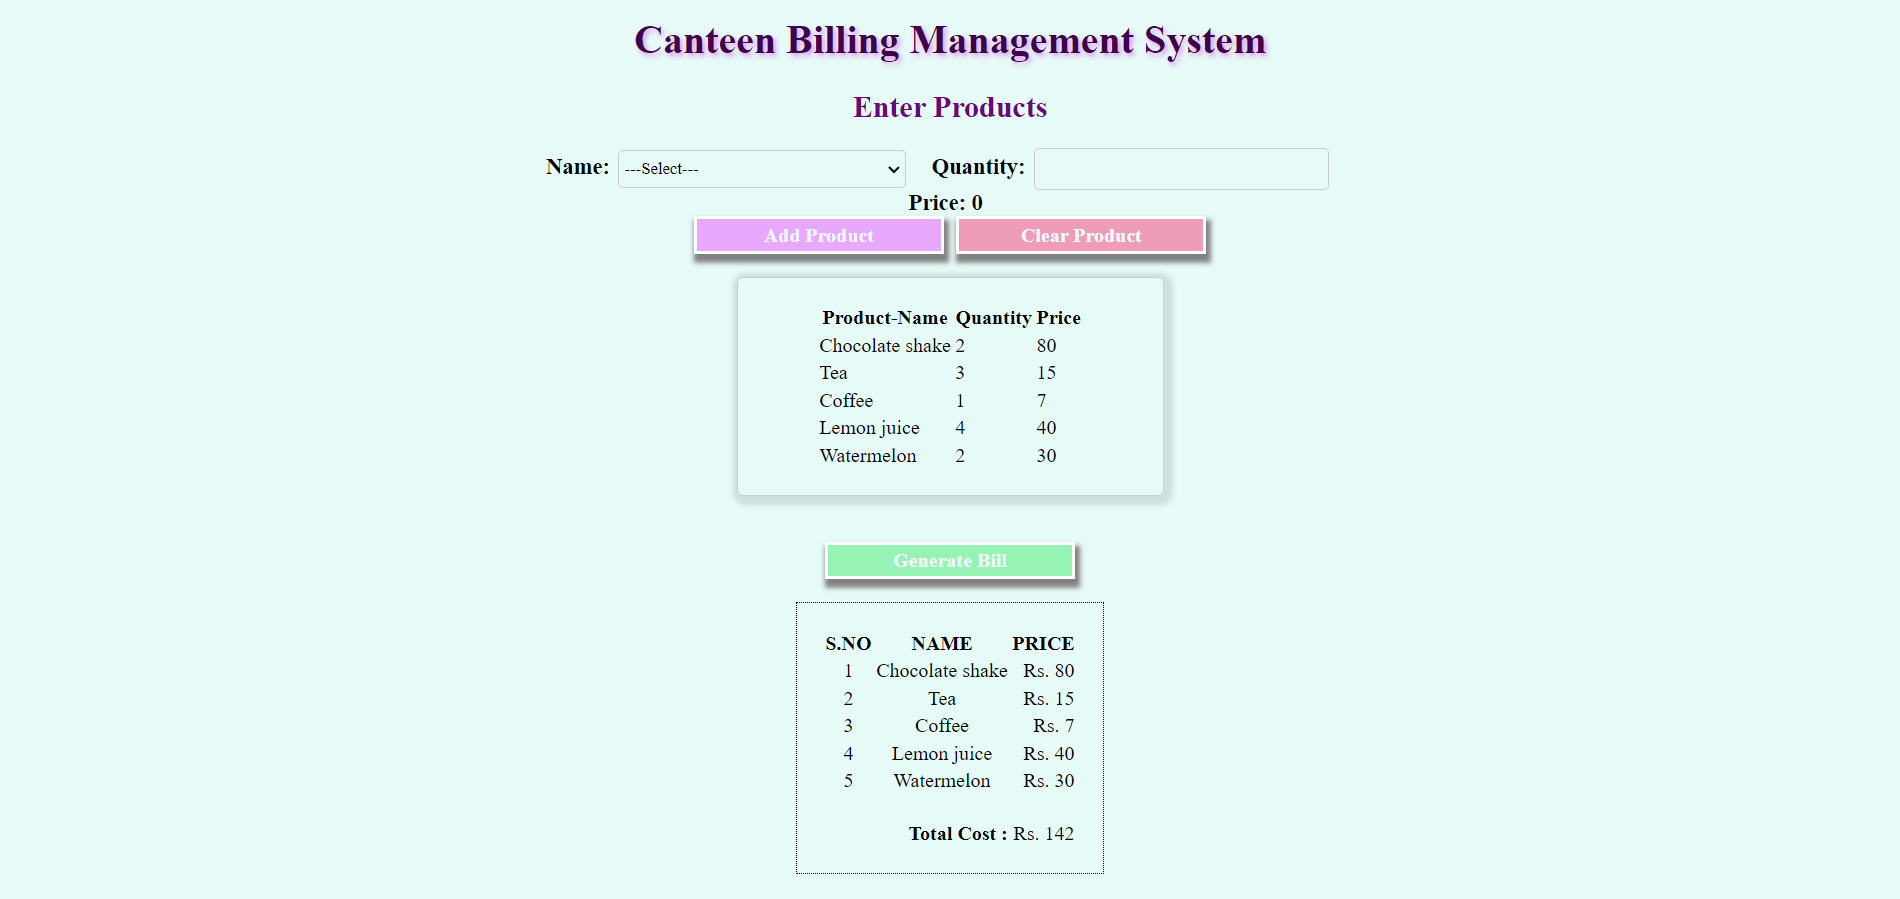 Canteen Billing Management System
Enter Products
Name: ---Select--- Quantity:
Price: 0
Add Product Clear Product
Product-Name Quantity Price
Chocolate shake 2 80
Tea 3 15
Coffee 1 7
Lemon juice 4 40
Watermelon 2 30
Generate Bill
S.NO NAME PRICE
1 Chocolate shake Rs. 80
2 Tea Rs. 15
3 Coffee Rs. 7
4 Lemon juice Rs. 40
5 Watermelon Rs. 30
Total Cost : Rs. 142